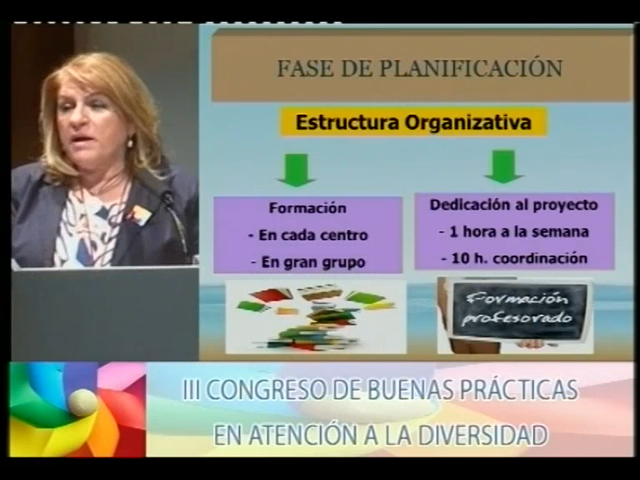 FASE DE PLANIFICACIÓN
Estructura Organizativa
Formación
- En cada centro
- En gran grupo
Dedicación al proyecto
- 1 hora a la semana
- 10 h. coordinación
Formación
profesorado
III CONGRESO DE BUENAS PRÁCTICAS
EN ATENCIÓN A LA DIVERSIDAD